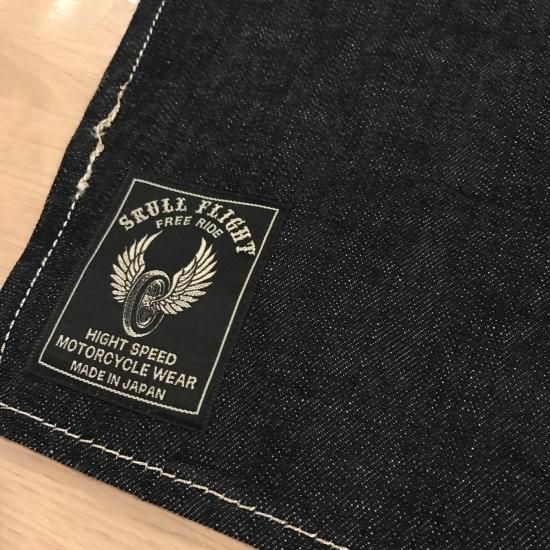 SKULL FLIGHT
FREE RIDE
HIGHT SPEED
MOTORCYCLE WEAR
MADE IN JAPAN